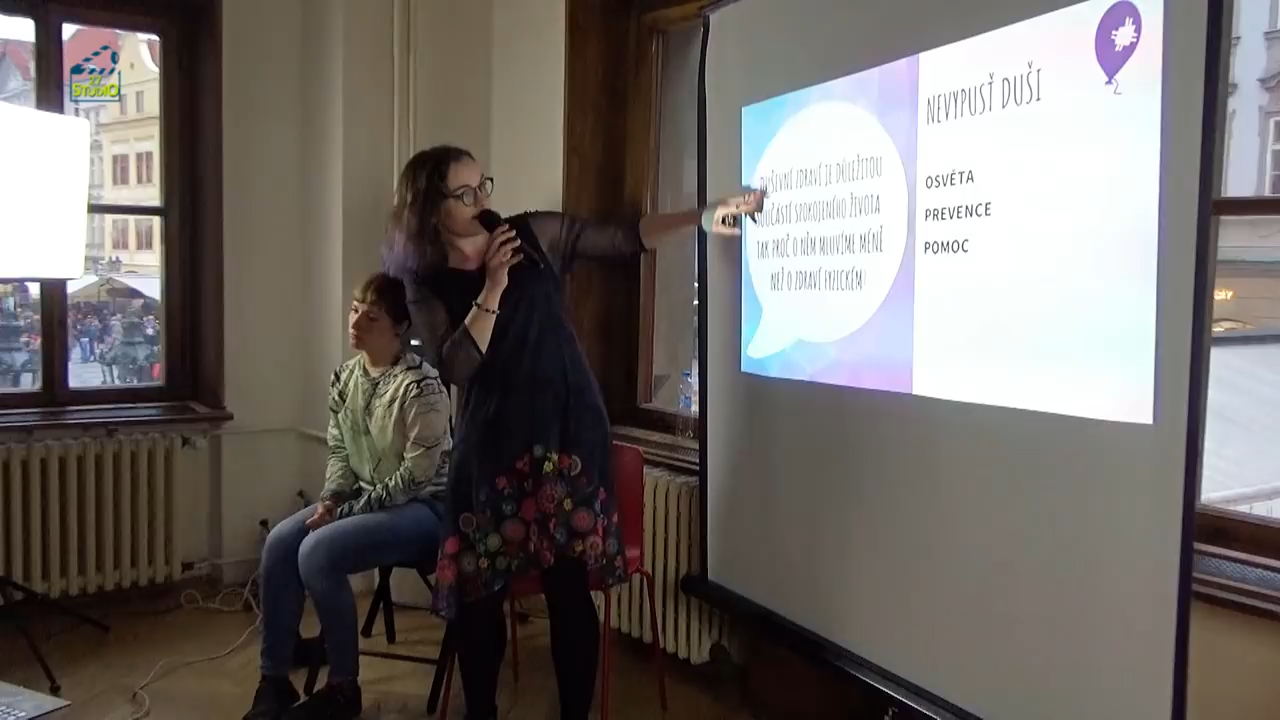 27
STUDIO
DUŠEVNÍ ZDRAVÍ JE DŮLEŽITOU
SOUČÁSTÍ SPOKOJENÉHO ŽIVOTA
TAK PROČ O NĚM MLUVÍME MÉNĚ
NEŽ O ZDRAVÍ FYZICKÉM?
NEVYPUSŤ DUŠI
OSVĚTA
PREVENCE
POMOC